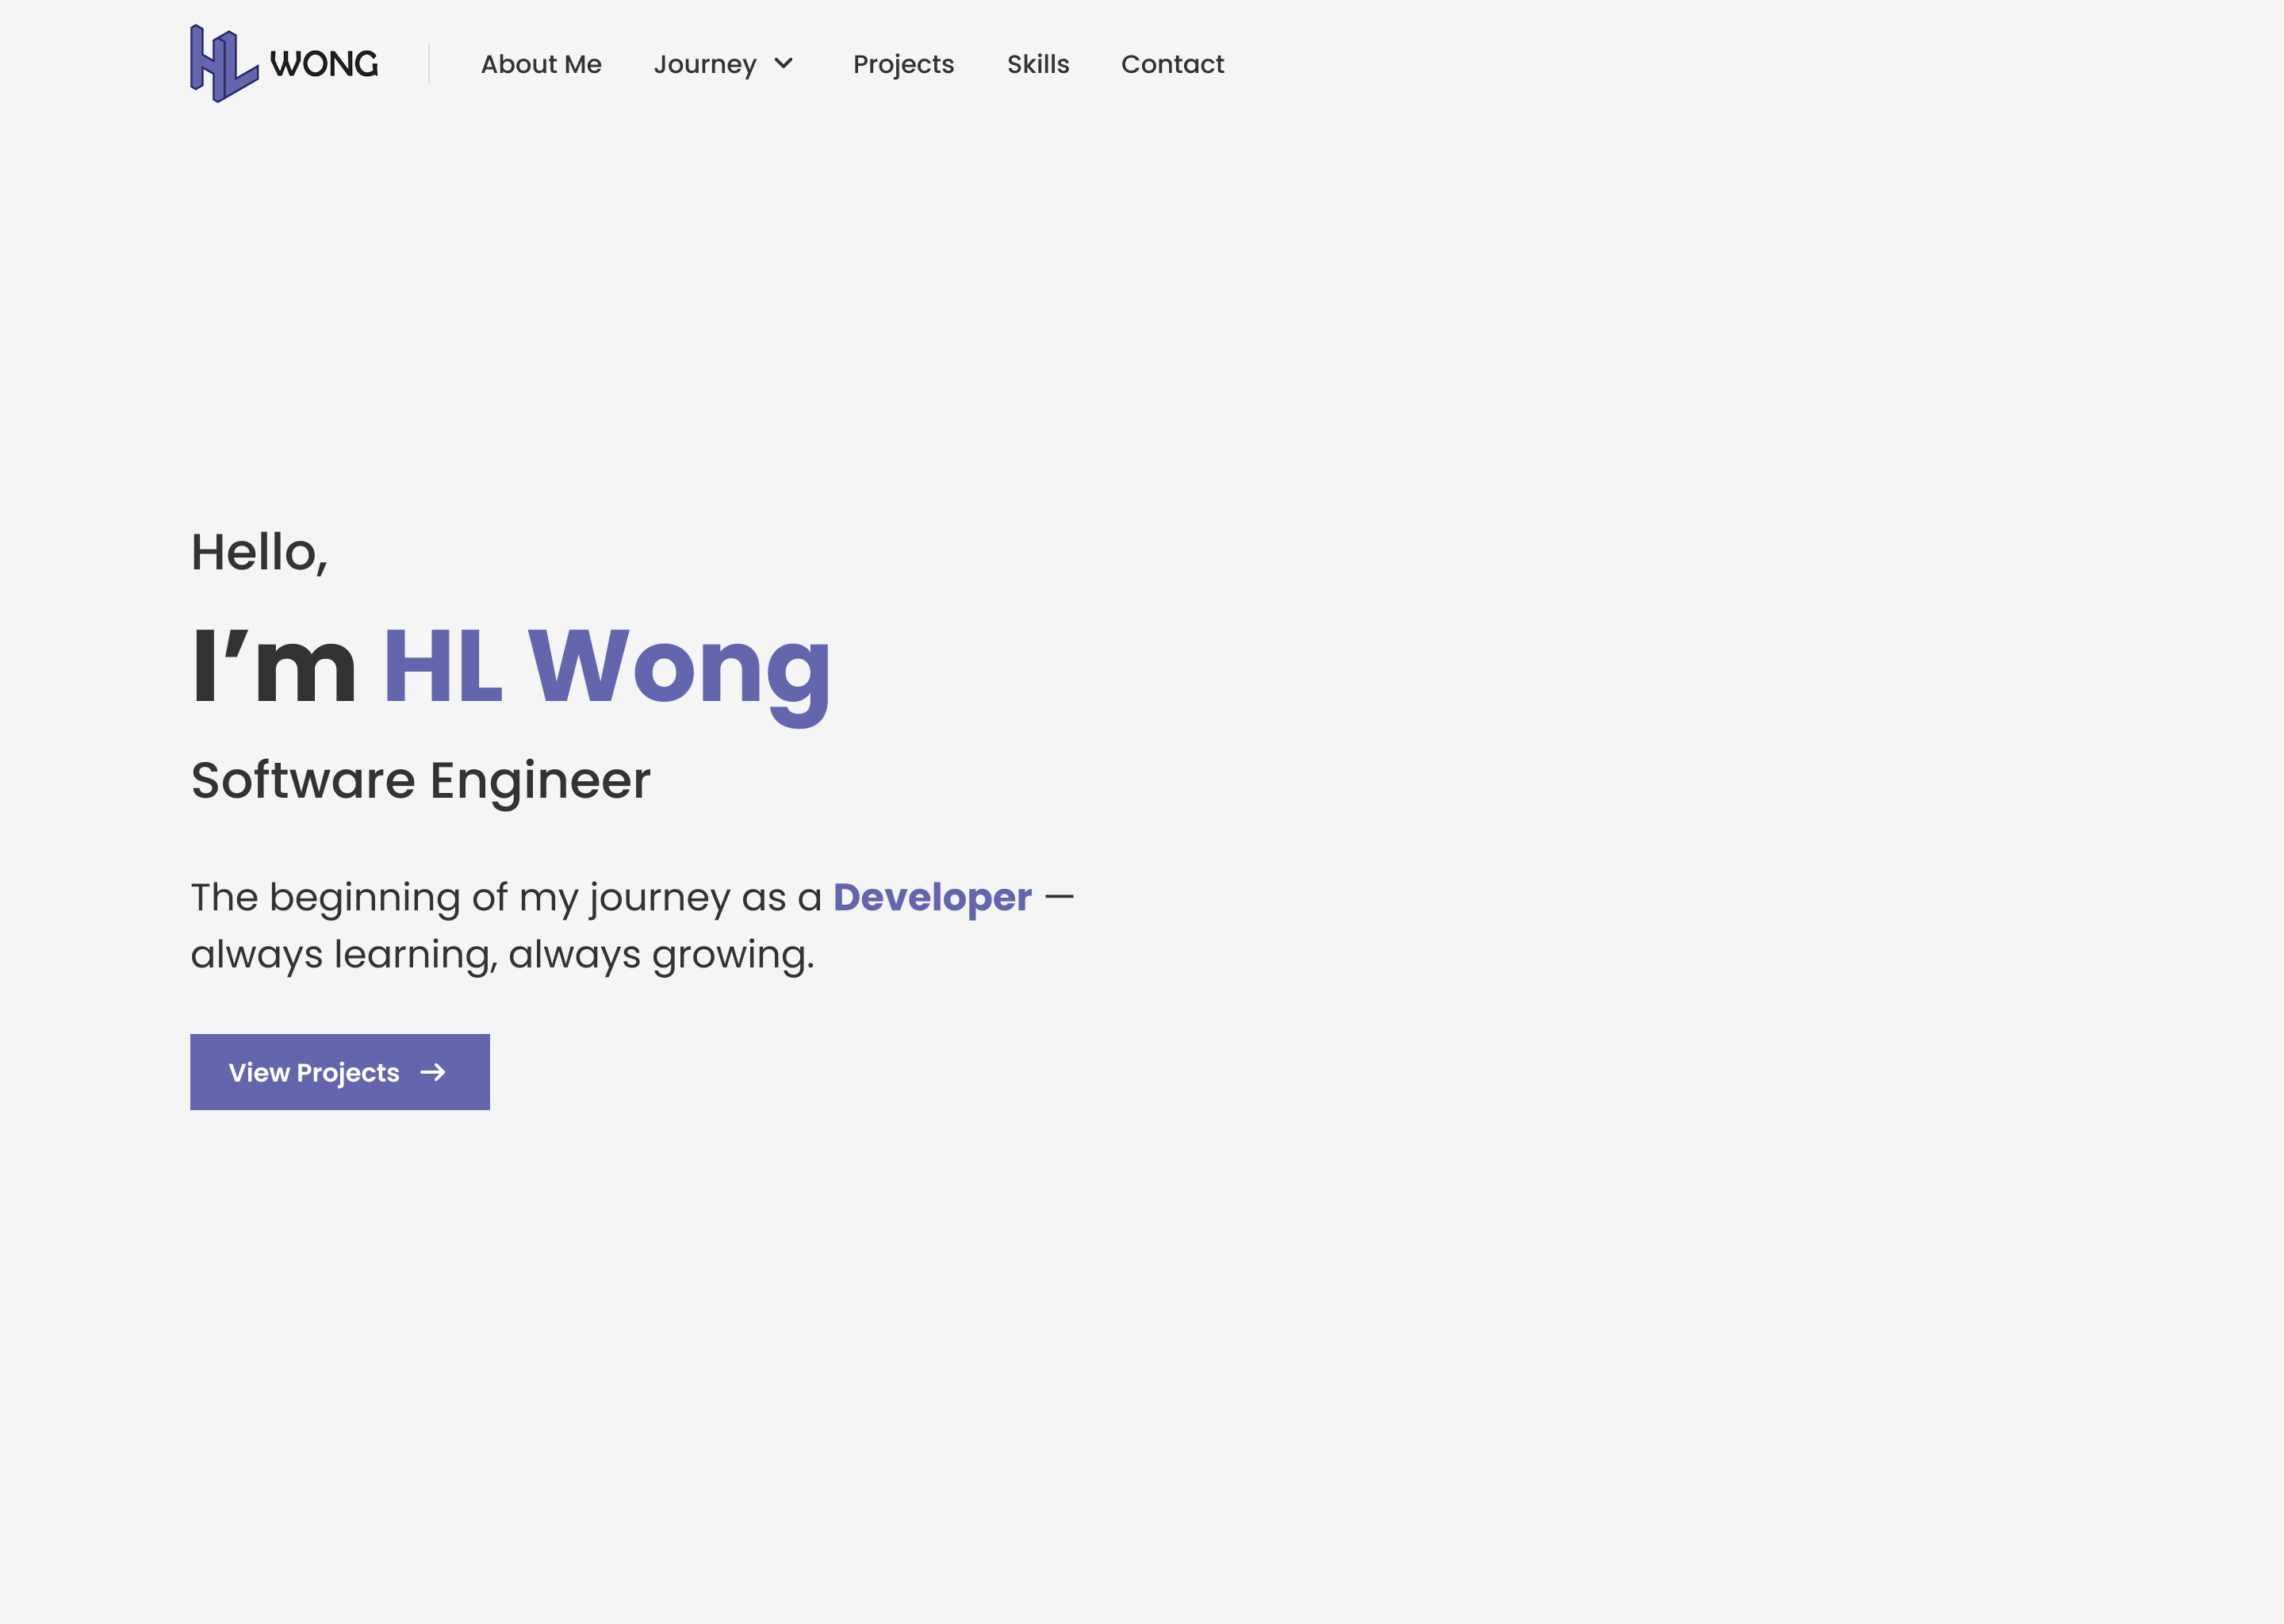 HL WONG
About Me
Journey
Projects
Skills
Contact
Hello,
I’m HL Wong
Software Engineer
The beginning of my journey as a Developer —
always learning, always growing.
View Projects →